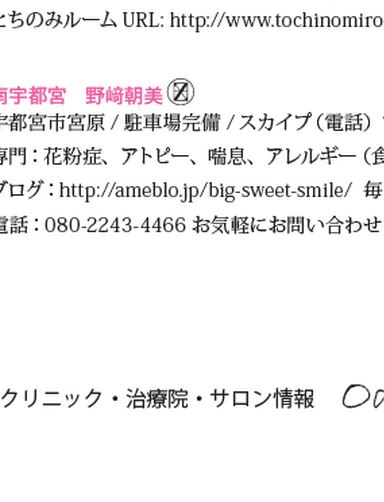 とちのみルーム URL: http://www.tochinomiro
南宇都宮　野﨑朝美
宇都宮市宮原 / 駐車場完備 / スカイプ（電話）
専門：花粉症、アトピー、喘息、アレルギー（食
ブログ：http://ameblo.jp/big-sweet-smile/ 毎
電話：080-2243-4466 お気軽にお問い合わせ
クリニック・治療院・サロン情報